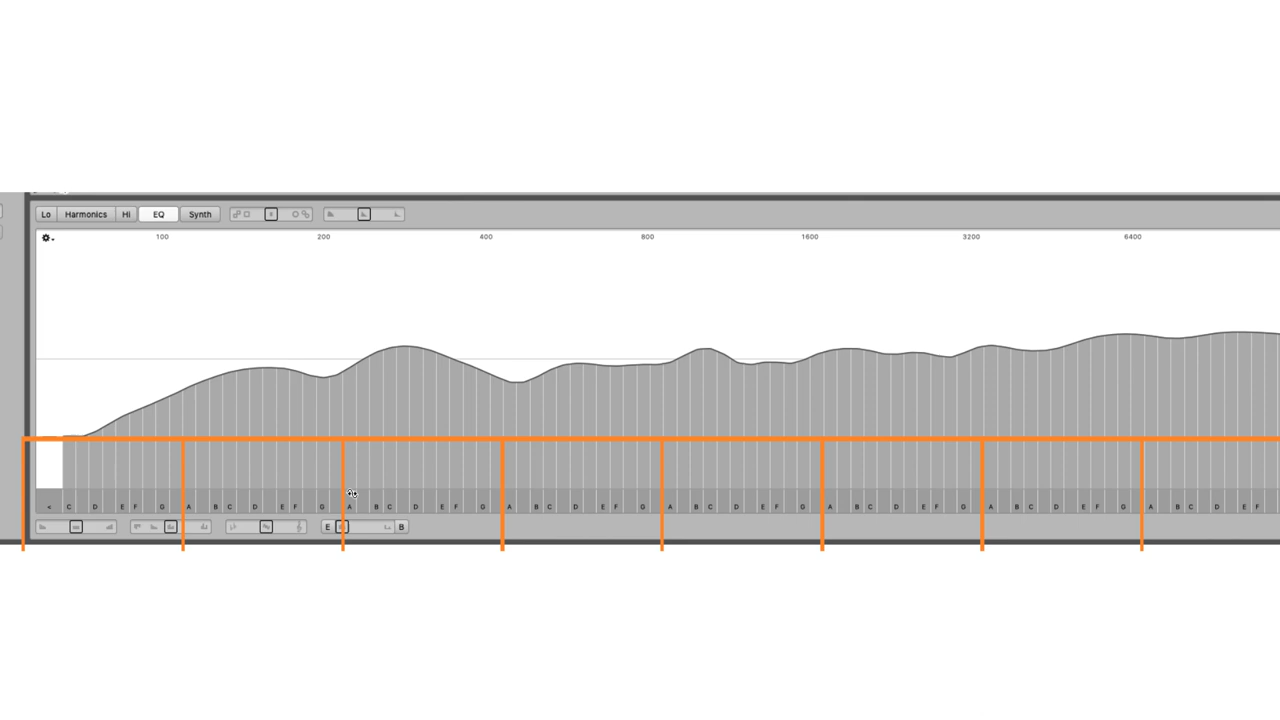 Lo Harmonics Hi EQ Synth
100 200 400 800 1600 3200 6400
< C D E F G A B C D E F G A B C D E F G A B C D E F G A B C D E F G A B C D E F G A B C D E F G A B C D E F
E B